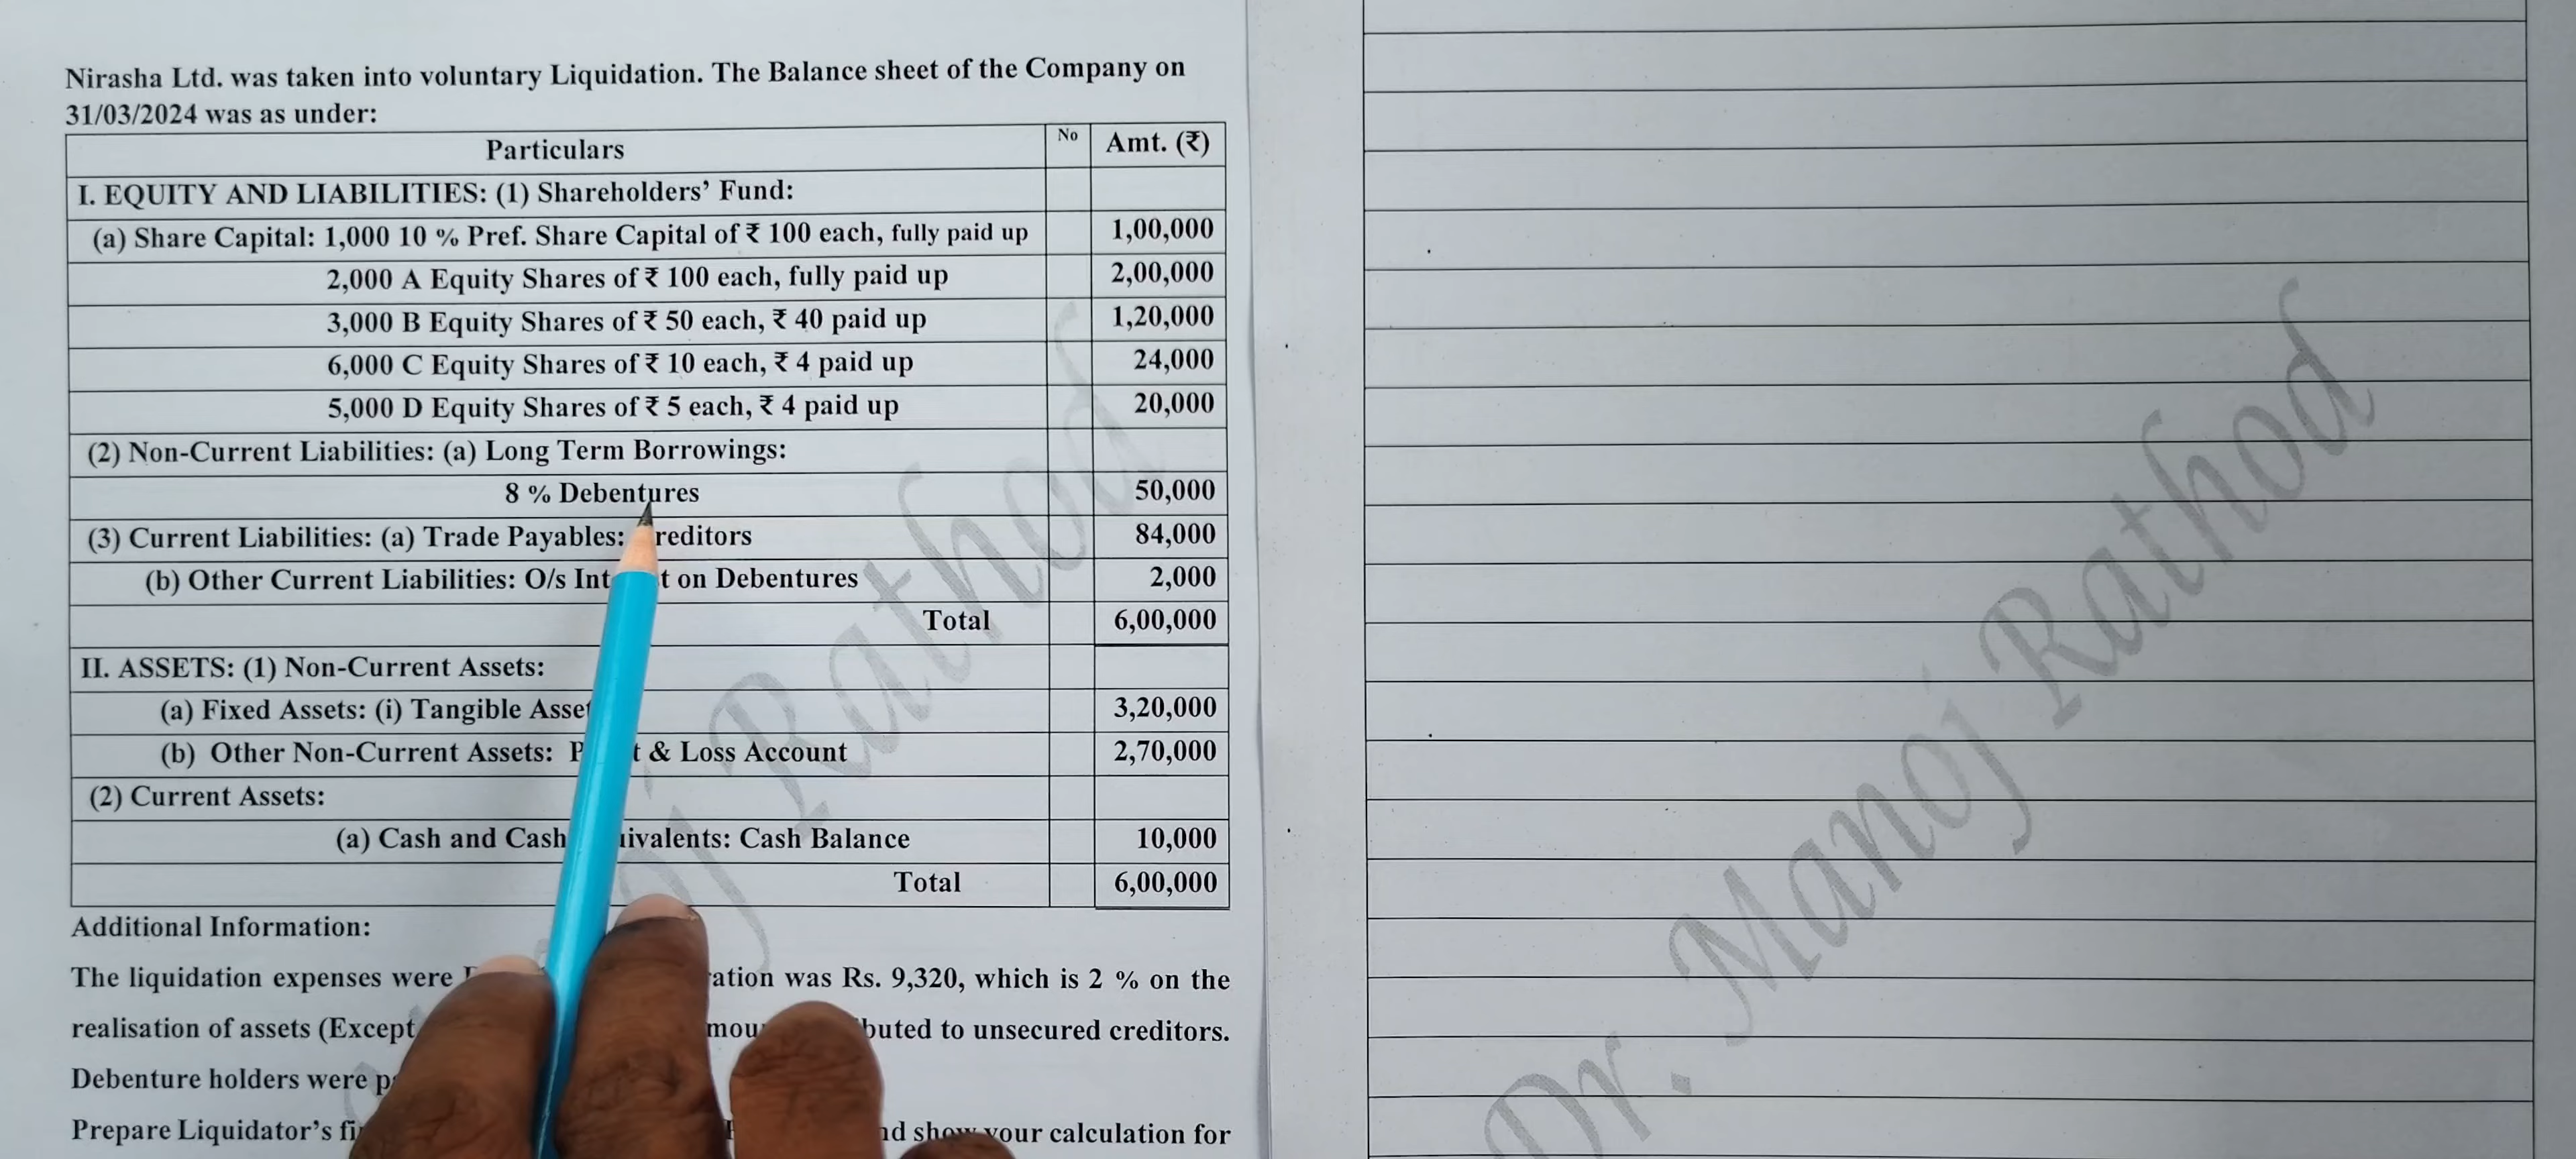 Nirasha Ltd. was taken into voluntary Liquidation. The Balance sheet of the Company on
31/03/2024 was as under:
Particulars No Amt. (₹)
I. EQUITY AND LIABILITIES: (1) Shareholders' Fund:
(a) Share Capital: 1,000 10 % Pref. Share Capital of ₹ 100 each, fully paid up 1,00,000
2,000 A Equity Shares of ₹ 100 each, fully paid up 2,00,000
3,000 B Equity Shares of ₹ 50 each, ₹ 40 paid up 1,20,000
6,000 C Equity Shares of ₹ 10 each, ₹ 4 paid up 24,000
5,000 D Equity Shares of ₹ 5 each, ₹ 4 paid up 20,000
(2) Non-Current Liabilities: (a) Long Term Borrowings:
8 % Debentures 50,000
(3) Current Liabilities: (a) Trade Payables: reditors 84,000
(b) Other Current Liabilities: O/s Int t on Debentures 2,000
Total 6,00,000
II. ASSETS: (1) Non-Current Assets:
(a) Fixed Assets: (i) Tangible Asse 3,20,000
(b) Other Non-Current Assets: P t & Loss Account 2,70,000
(2) Current Assets:
(a) Cash and Cash ivalents: Cash Balance 10,000
Total 6,00,000
Additional Information:
The liquidation expenses were ation was Rs. 9,320, which is 2 % on the
realisation of assets (Except mou buted to unsecured creditors.
Debenture holders were p
Prepare Liquidator's fi nd show your calculation for
Manoj Rathod
Dr. Manoj Rathod